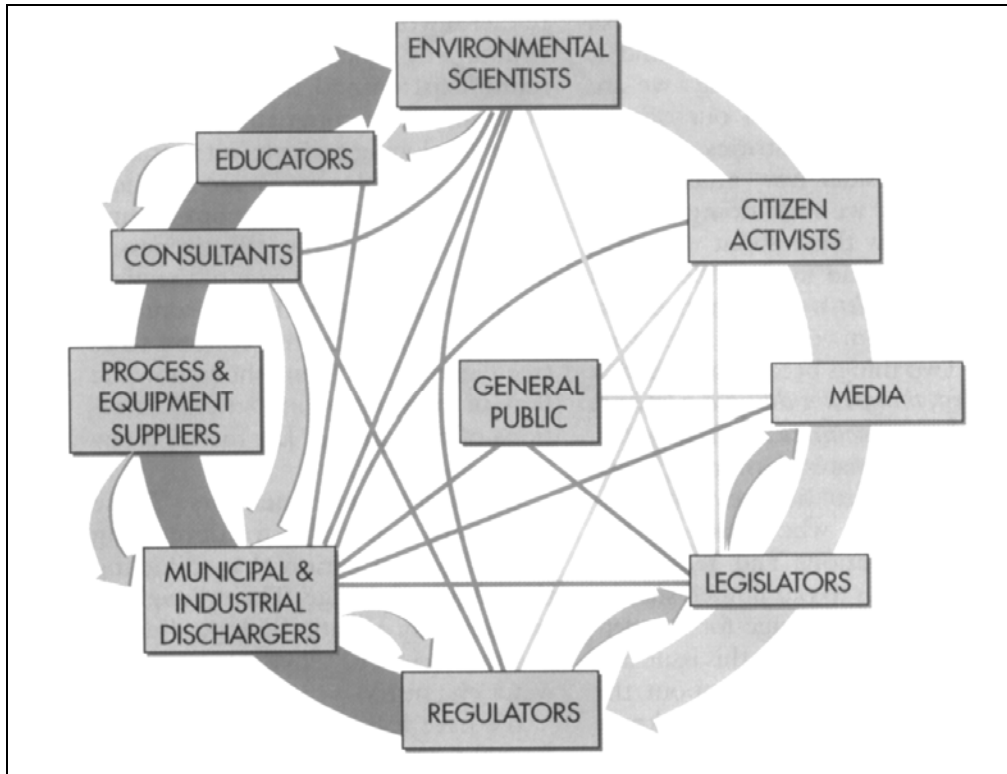 ENVIRONMENTAL
SCIENTISTS
EDUCATORS
CITIZEN
ACTIVISTS
CONSULTANTS
PROCESS &
EQUIPMENT
SUPPLIERS
GENERAL
PUBLIC
MEDIA
MUNICIPAL &
INDUSTRIAL
DISCHARGERS
LEGISLATORS
REGULATORS